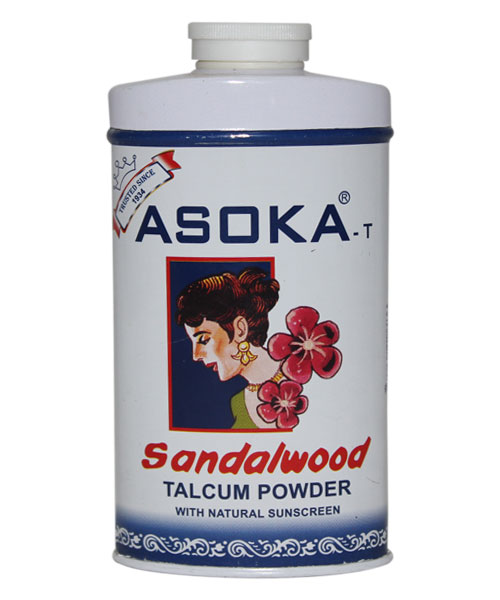 TRUSTED SINCE
1934
ASOKA®-T
Sandalwood
TALCUM POWDER
WITH NATURAL SUNSCREEN